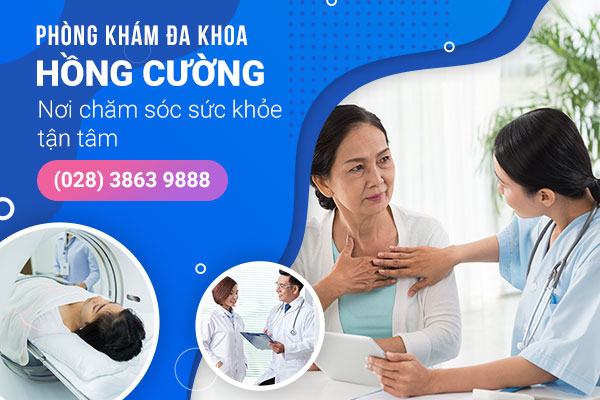 PHÒNG KHÁM ĐA KHOA
HỒNG CƯỜNG
Nơi chăm sóc sức khỏe
tận tâm
(028) 3863 9888